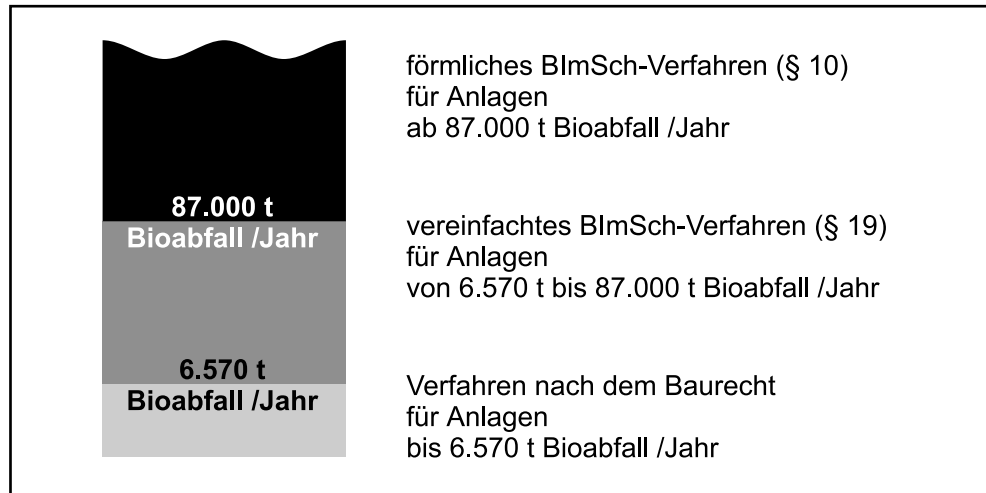 förmliches BImSch-Verfahren (§ 10)
für Anlagen
ab 87.000 t Bioabfall /Jahr
87.000 t
Bioabfall /Jahr
vereinfachtes BImSch-Verfahren (§ 19)
für Anlagen
von 6.570 t bis 87.000 t Bioabfall /Jahr
6.570 t
Bioabfall /Jahr
Verfahren nach dem Baurecht
für Anlagen
bis 6.570 t Bioabfall /Jahr